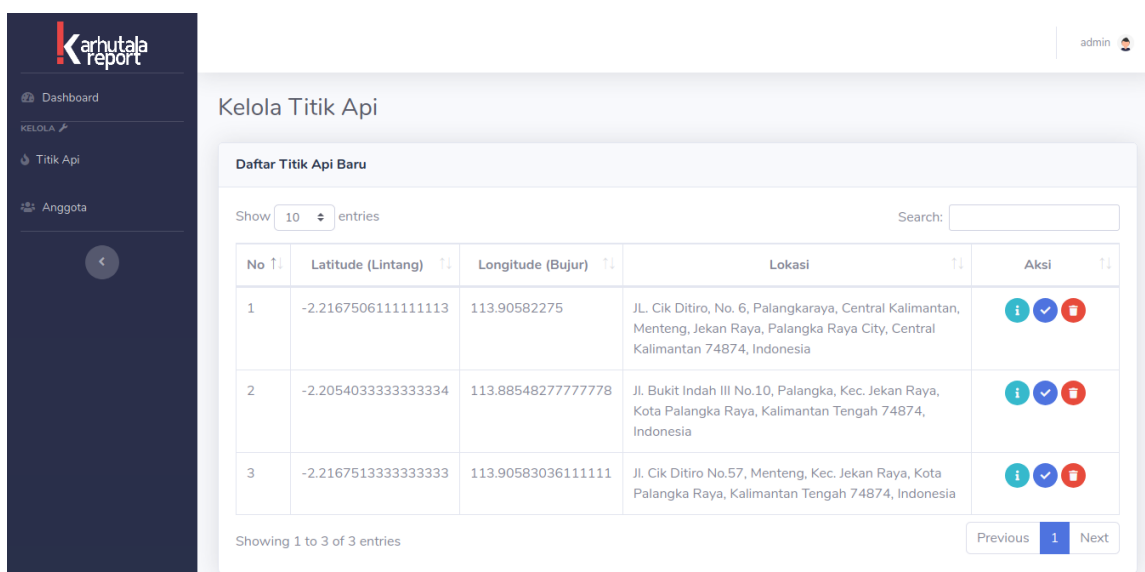 Karhutala
report
admin
Dashboard
KELOLA
Titik Api
Anggota
Kelola Titik Api
Daftar Titik Api Baru
Show 10 entries
Search:
No Latitude (Lintang) Longitude (Bujur) Lokasi Aksi
1 -2.2167506111111113 113.90582275 JL. Cik Ditiro, No. 6, Palangkaraya, Central Kalimantan,
Menteng, Jekan Raya, Palangka Raya City, Central
Kalimantan 74874, Indonesia
2 -2.2054033333333334 113.88548277777778 Jl. Bukit Indah III No.10, Palangka, Kec. Jekan Raya,
Kota Palangka Raya, Kalimantan Tengah 74874,
Indonesia
3 -2.2167513333333333 113.90583036111111 Jl. Cik Ditiro No.57, Menteng, Kec. Jekan Raya, Kota
Palangka Raya, Kalimantan Tengah 74874, Indonesia
Showing 1 to 3 of 3 entries
Previous 1 Next